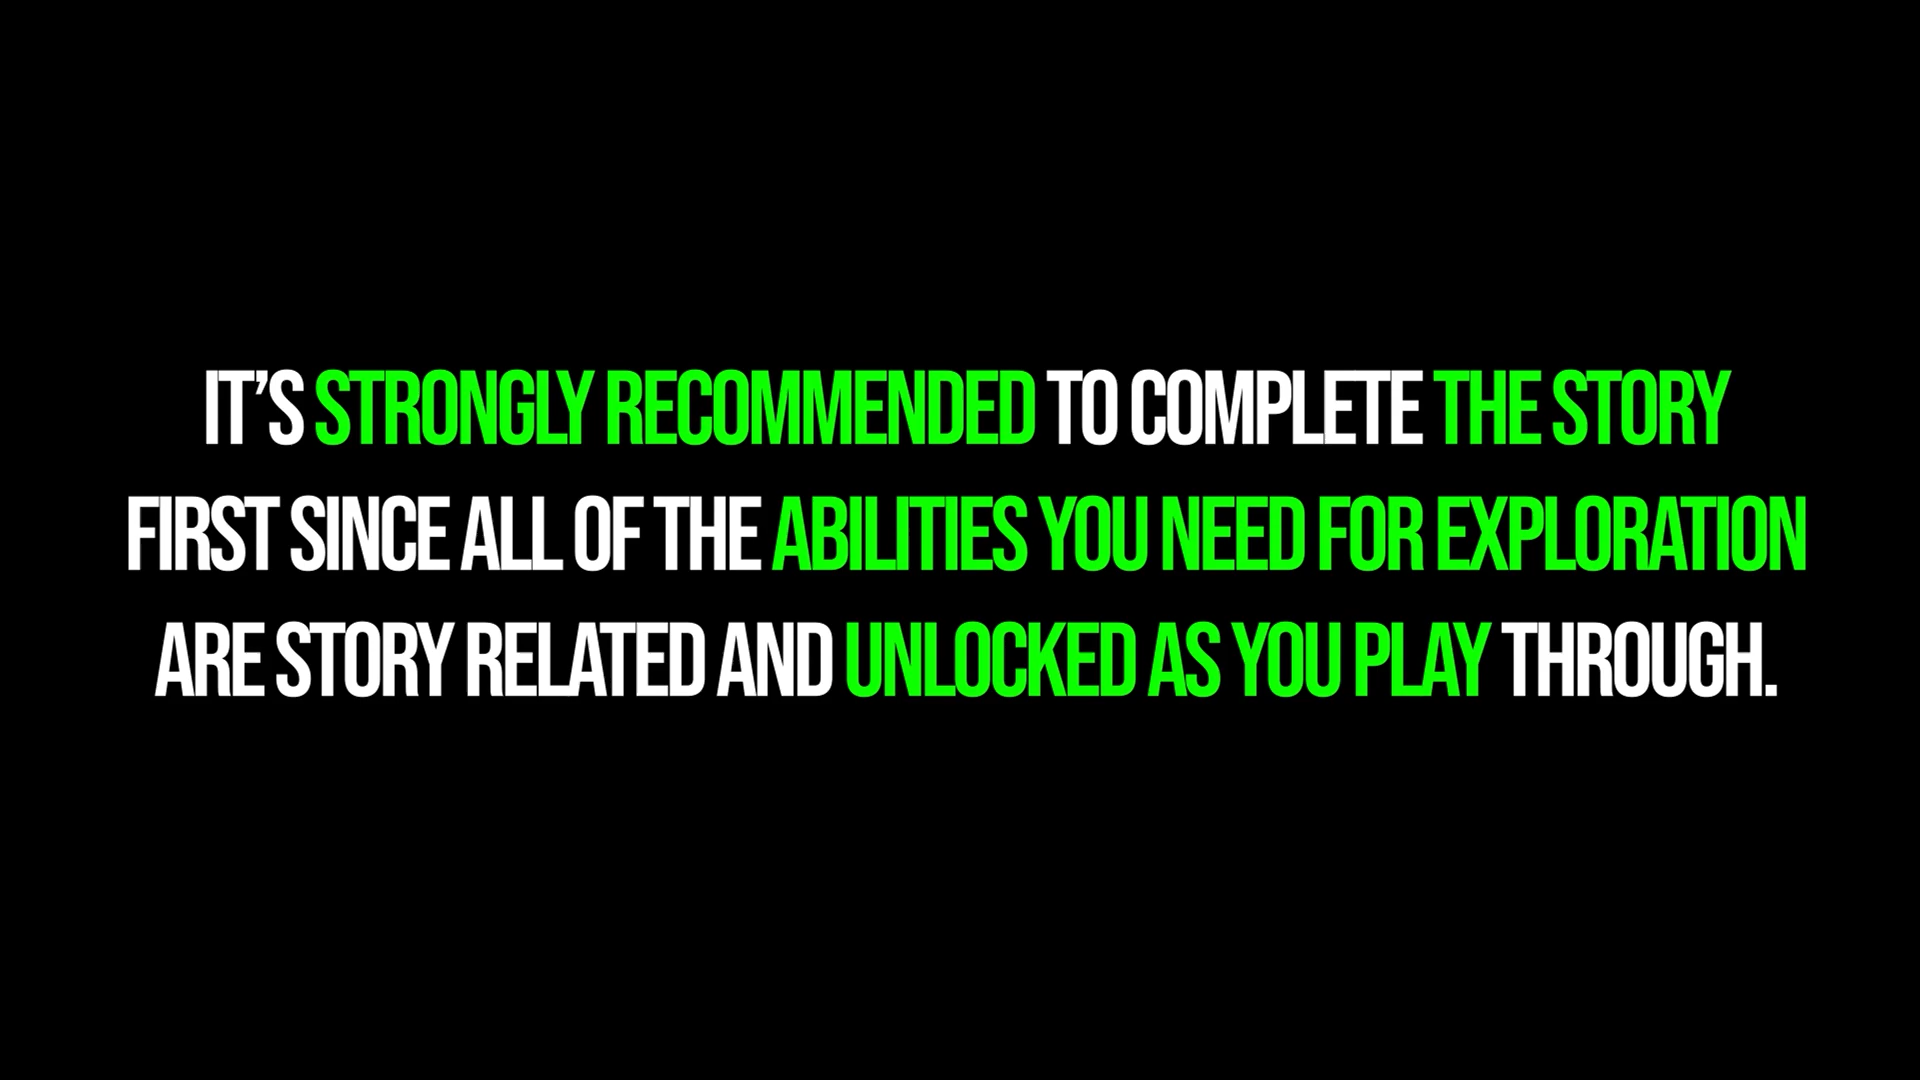 IT’S STRONGLY RECOMMENDED TO COMPLETE THE STORY
FIRST SINCE ALL OF THE ABILITIES YOU NEED FOR EXPLORATION
ARE STORY RELATED AND UNLOCKED AS YOU PLAY THROUGH.